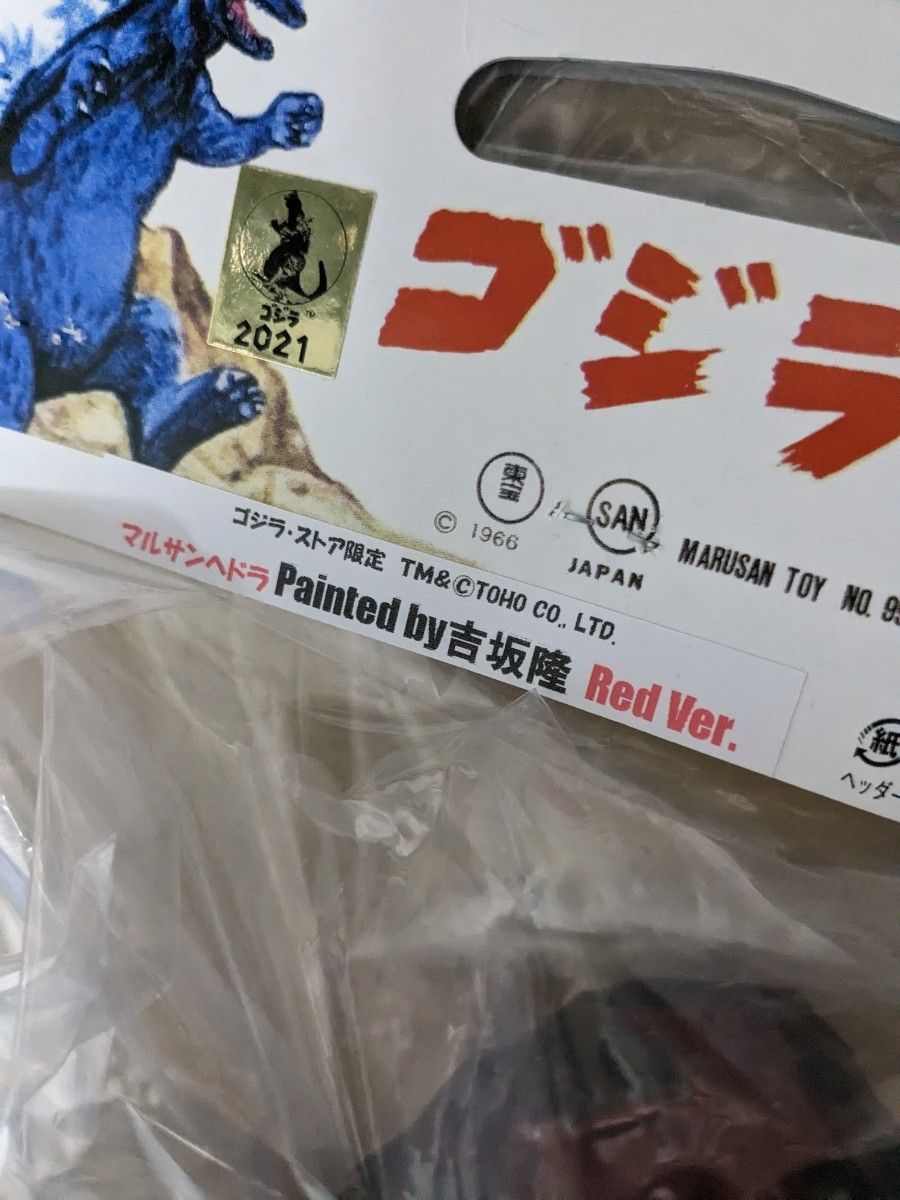 ゴジラ
ゴジラ
2021
東宝
© 1966
SAN
JAPAN
MARUSAN TOY NO.
ゴジラ・ストア限定 TM&©TOHO CO., LTD.
マルサンヘドラ Painted by吉坂隆 Red Ver.
紙
ヘッダー